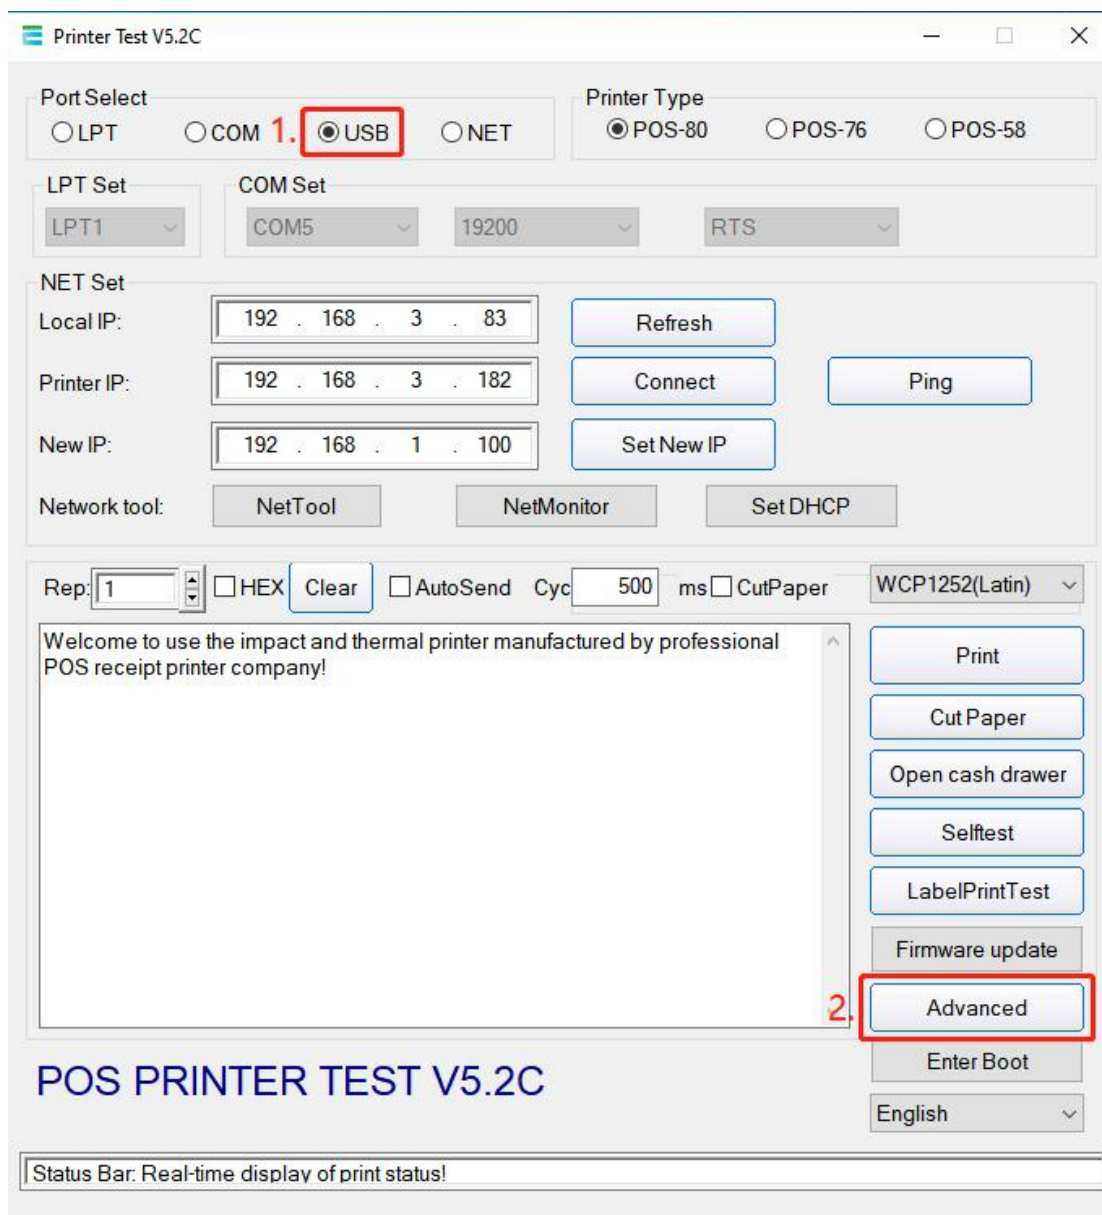 Printer Test V5.2C
Port Select
Printer Type
LPT
COM
1.
USB
NET
POS-80
POS-76
POS-58
LPT Set
COM Set
LPT1
COM5
19200
RTS
NET Set
Local IP:
192 . 168 . 3 . 83
Refresh
Printer IP:
192 . 168 . 3 . 182
Connect
Ping
New IP:
192 . 168 . 1 . 100
Set New IP
Network tool:
NetTool
NetMonitor
Set DHCP
Rep:
1
HEX
Clear
AutoSend
Cyc
500
ms
CutPaper
WCP1252(Latin)
Welcome to use the impact and thermal printer manufactured by professional
POS receipt printer company!
Print
Cut Paper
Open cash drawer
Selftest
LabelPrintTest
Firmware update
2.
Advanced
Enter Boot
POS PRINTER TEST V5.2C
English
Status Bar: Real-time display of print status!